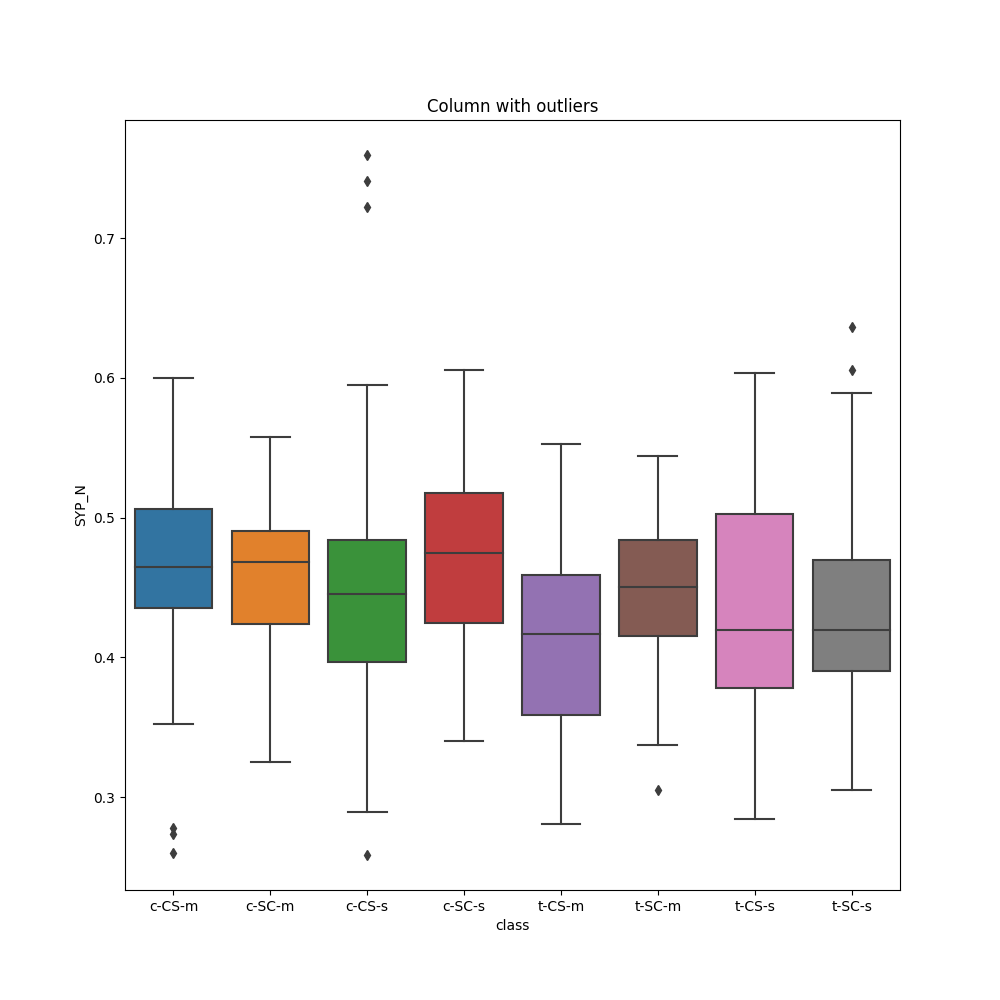 Column with outliers
0.7
0.6
0.5
0.4
0.3
SYP_N
c-CS-m c-SC-m c-CS-s c-SC-s t-CS-m t-SC-m t-CS-s t-SC-s
class